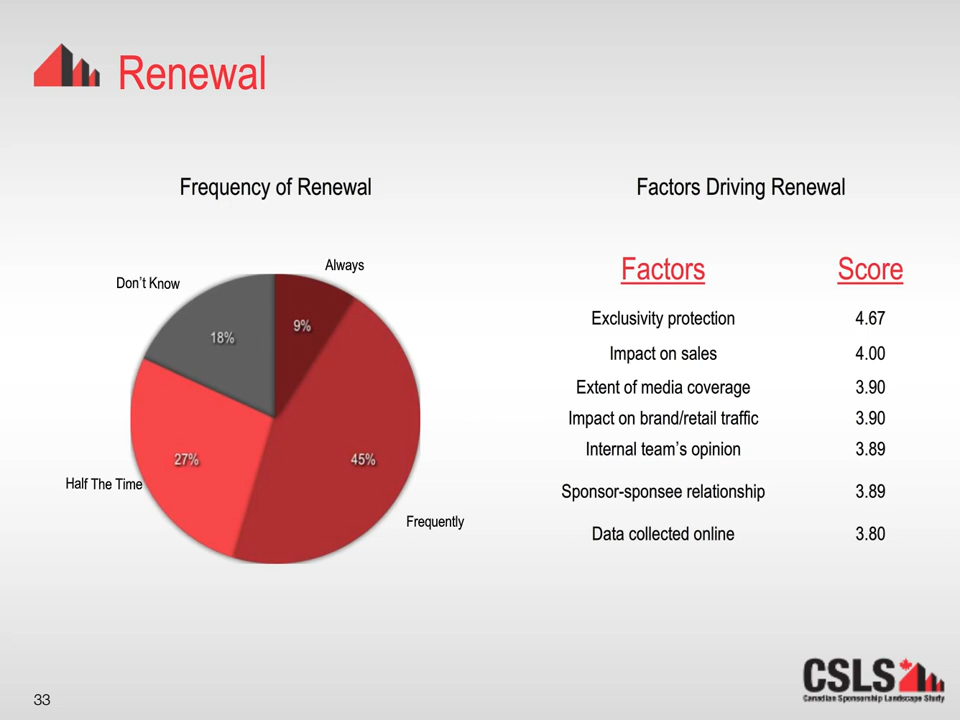 Renewal
Frequency of Renewal
Always
Don't Know
9%
18%
27%
45%
Half The Time
Frequently
Factors Driving Renewal
Factors Score
Exclusivity protection 4.67
Impact on sales 4.00
Extent of media coverage 3.90
Impact on brand/retail traffic 3.90
Internal team's opinion 3.89
Sponsor-sponsee relationship 3.89
Data collected online 3.80
33
CSLS
Canadian Sponsorship Landscape Study